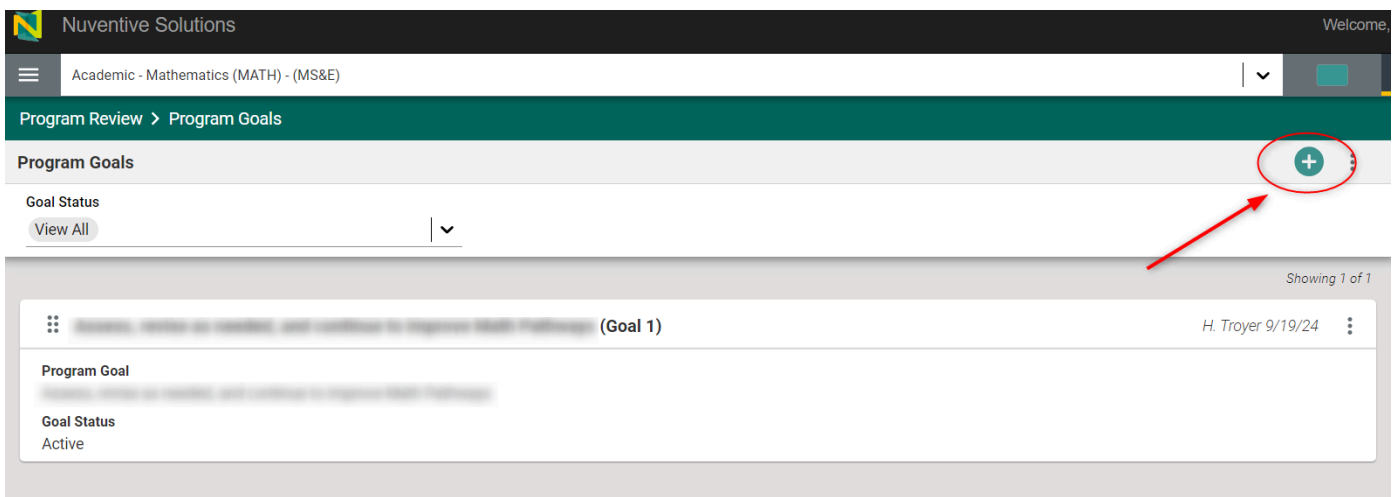 Nuventive Solutions
Welcome,
Academic - Mathematics (MATH) - (MS&E)
Program Review > Program Goals
Program Goals
Goal Status
View All
Showing 1 of 1
(Goal 1)
H. Troyer 9/19/24
Program Goal
Goal Status
Active